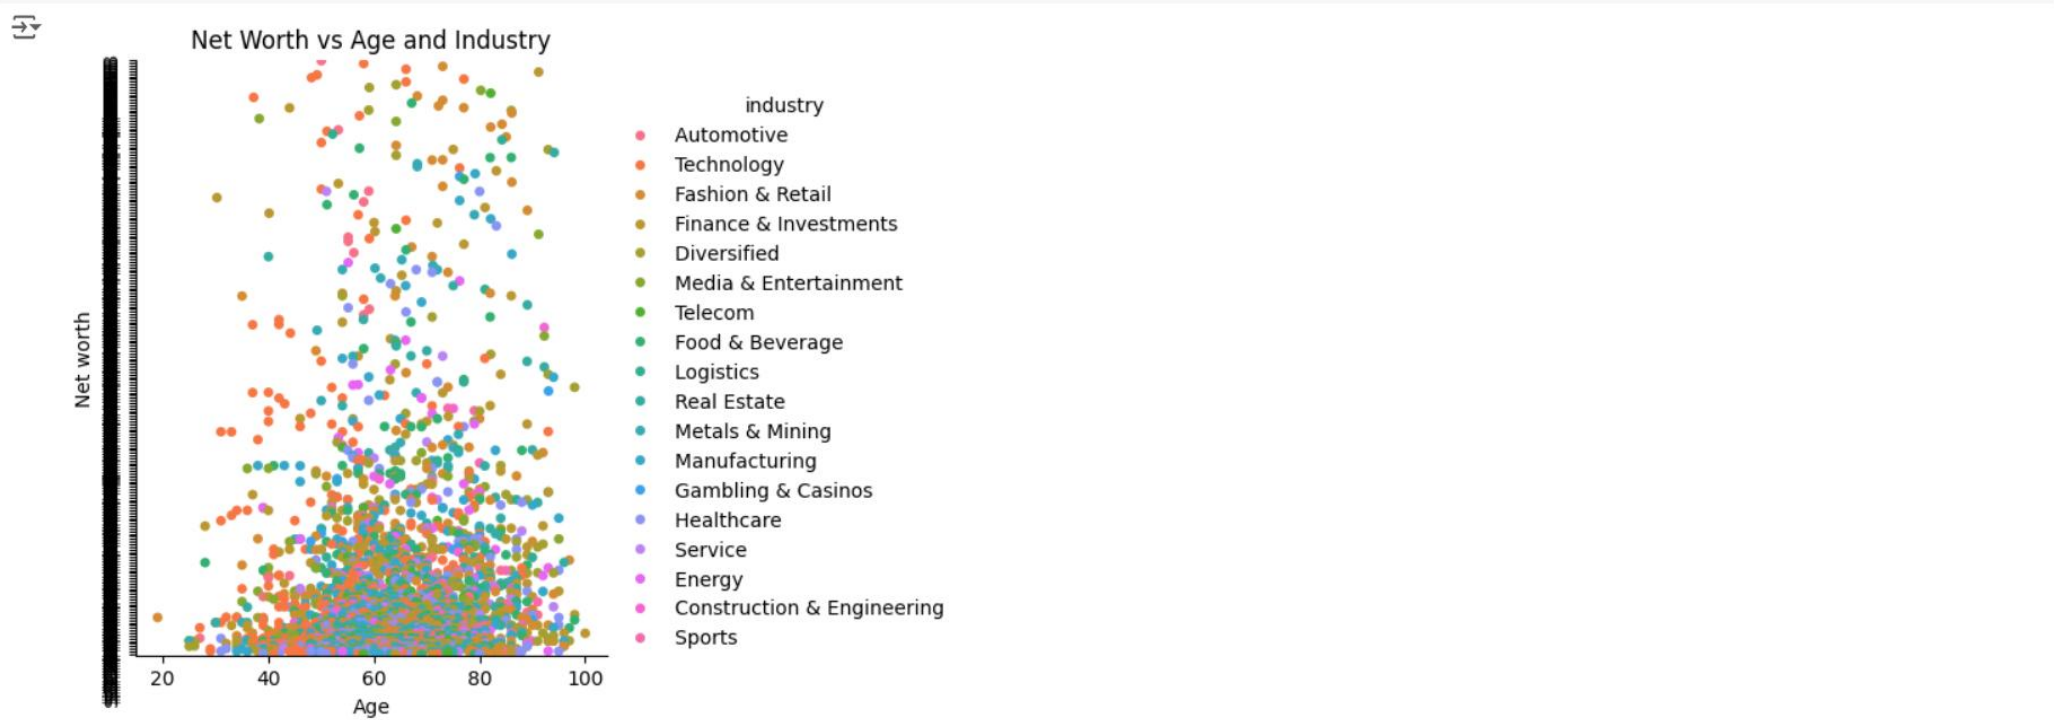 Net Worth vs Age and Industry
Net worth
20 40 60 80 100
Age
industry
Automotive
Technology
Fashion & Retail
Finance & Investments
Diversified
Media & Entertainment
Telecom
Food & Beverage
Logistics
Real Estate
Metals & Mining
Manufacturing
Gambling & Casinos
Healthcare
Service
Energy
Construction & Engineering
Sports